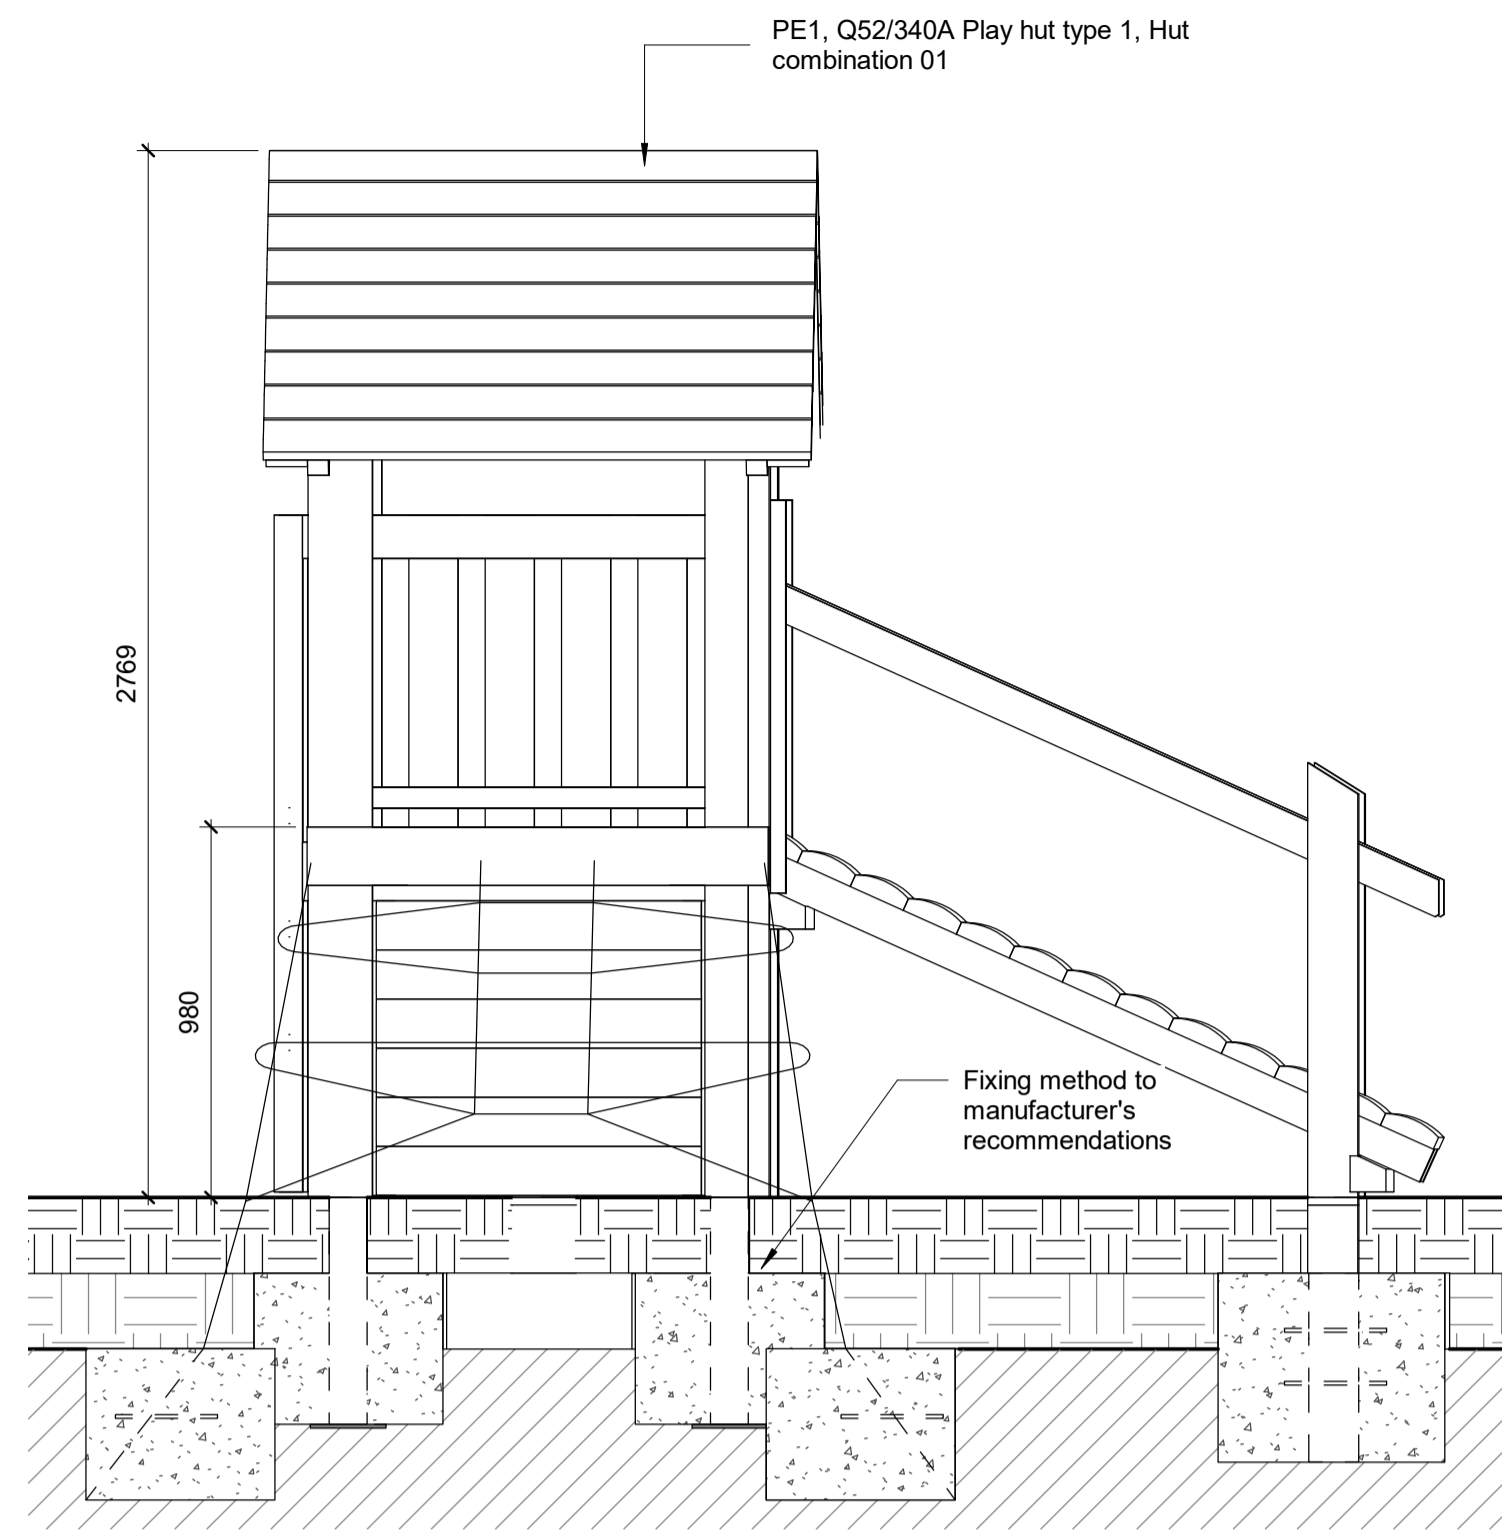 PE1, Q52/340A Play hut type 1, Hut
combination 01
2769
980
Fixing method to
manufacturer's
recommendations